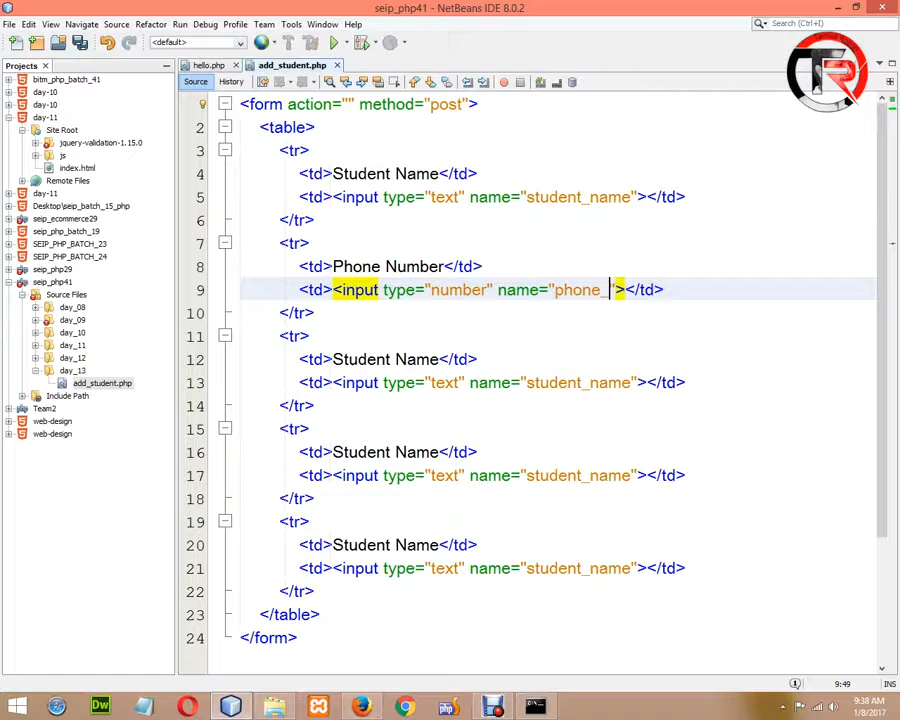 seip_php41 - NetBeans IDE 8.0.2
File Edit View Navigate Source Refactor Run Debug Profile Team Tools Window Help
Search (Ctrl+I)
<default>
Projects
hello.php
add_student.php
Source History
bitm_php_batch_41
day-10
day-10
day-11
Site Root
jquery-validation-1.15.0
js
index.html
Remote Files
day-11
Desktop\seip_batch_15_php
seip_ecommerce29
seip_php_batch_19
SEIP_PHP_BATCH_23
SEIP_PHP_BATCH_24
seip_php29
seip_php41
Source Files
day_08
day_09
day_10
day_11
day_12
day_13
add_student.php
Include Path
Team2
web-design
web-design
<form action="" method="post">
2 <table>
3 <tr>
4 <td>Student Name</td>
5 <td><input type="text" name="student_name"></td>
6 </tr>
7 <tr>
8 <td>Phone Number</td>
9 <td><input type="number" name="phone_"></td>
10 </tr>
11 <tr>
12 <td>Student Name</td>
13 <td><input type="text" name="student_name"></td>
14 </tr>
15 <tr>
16 <td>Student Name</td>
17 <td><input type="text" name="student_name"></td>
18 </tr>
19 <tr>
20 <td>Student Name</td>
21 <td><input type="text" name="student_name"></td>
22 </tr>
23 </table>
24 </form>
9:49 INS
Dw
php
9:38 AM
1/8/2017